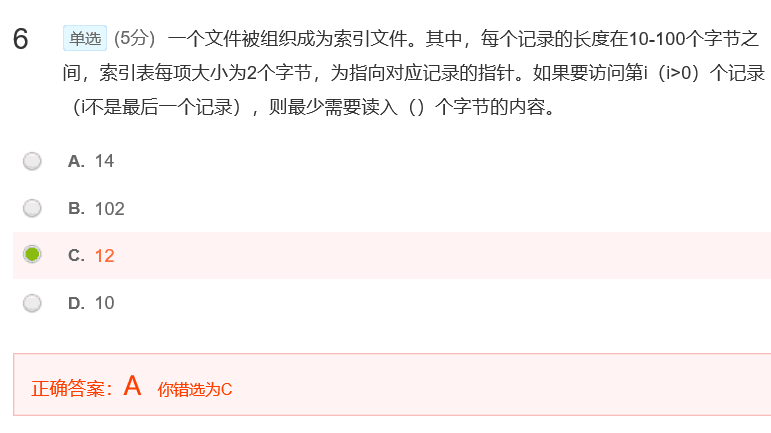 6 单选 (5分) 一个文件被组织成为索引文件。其中，每个记录的长度在10-100个字节之
间，索引表每项大小为2个字节，为指向对应记录的指针。如果要访问第i（i>0）个记录
（i不是最后一个记录），则最少需要读入（）个字节的内容。
A. 14
B. 102
C. 12
D. 10
正确答案：A 你错选为C